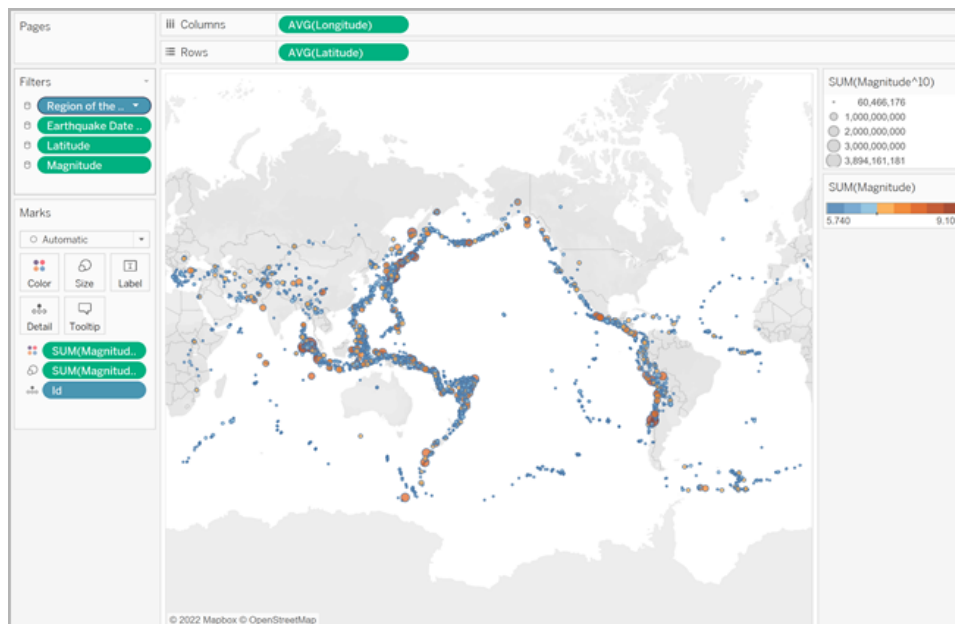 Pages
Columns
AVG(Longitude)
Rows
AVG(Latitude)
Filters
Region of the ..
Earthquake Date ..
Latitude
Magnitude
Marks
Automatic
Color
Size
Label
Detail
Tooltip
SUM(Magnitud..
SUM(Magnitud..
Id
SUM(Magnitude^10)
60,466,176
1,000,000,000
2,000,000,000
3,000,000,000
3,894,161,181
SUM(Magnitude)
5.740 9.10
© 2022 Mapbox © OpenStreetMap